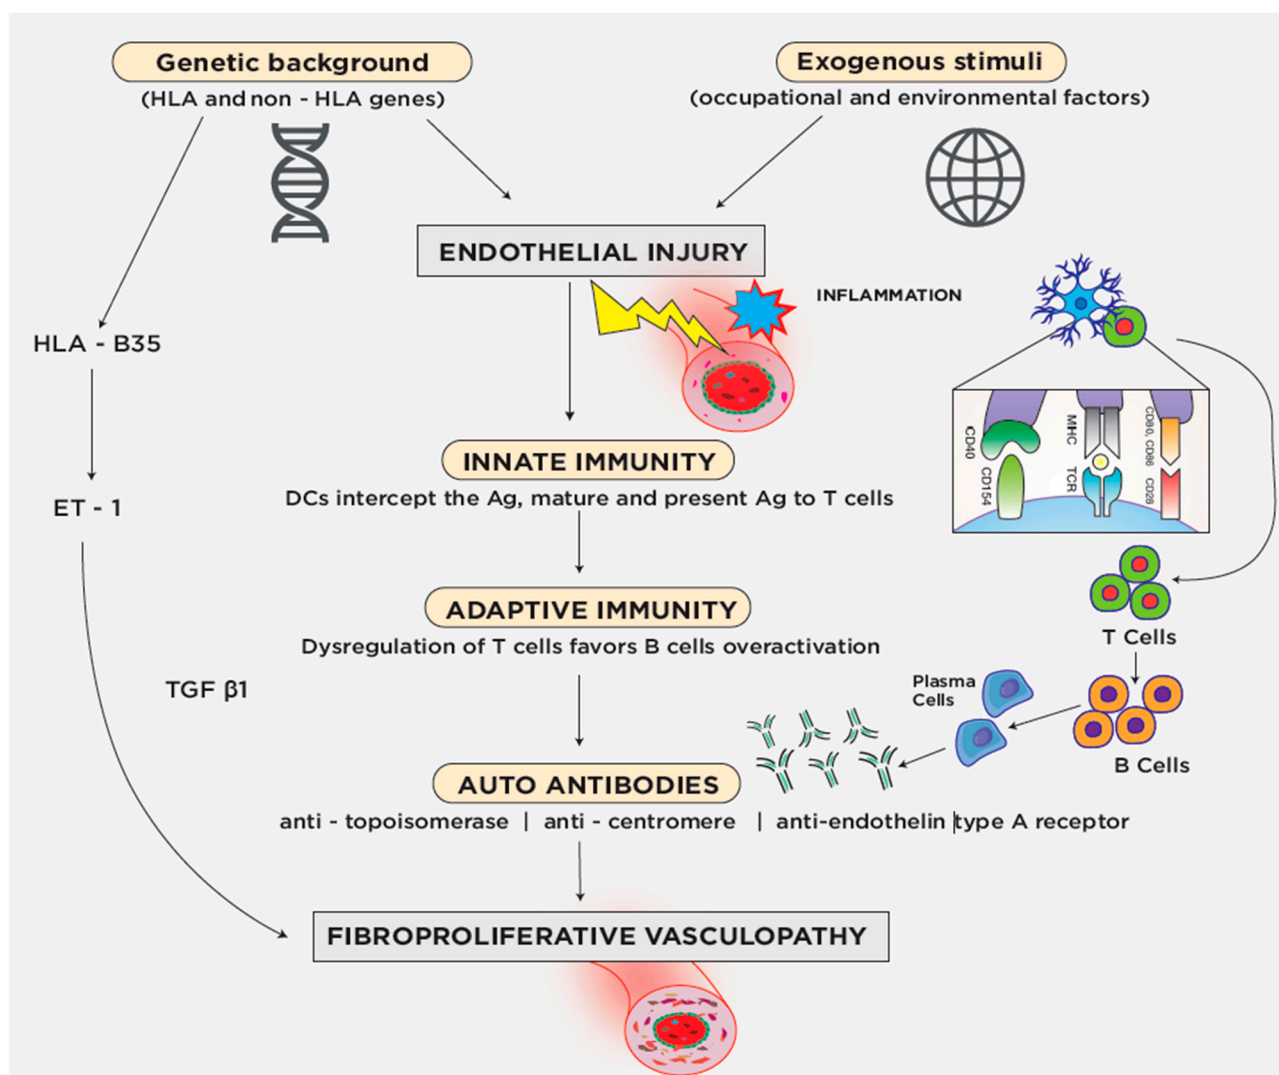 Genetic background
(HLA and non - HLA genes)
Exogenous stimuli
(occupational and environmental factors)
ENDOTHELIAL INJURY
INFLAMMATION
HLA - B35
CD40
CD154
MHC
TCR
CD80, CD86
CD28
INNATE IMMUNITY
DCs intercept the Ag, mature and present Ag to T cells
ET - 1
ADAPTIVE IMMUNITY
Dysregulation of T cells favors B cells overactivation
T Cells
TGF β1
Plasma
Cells
B Cells
AUTO ANTIBODIES
anti - topoisomerase | anti - centromere | anti-endothelin type A receptor
FIBROPROLIFERATIVE VASCULOPATHY